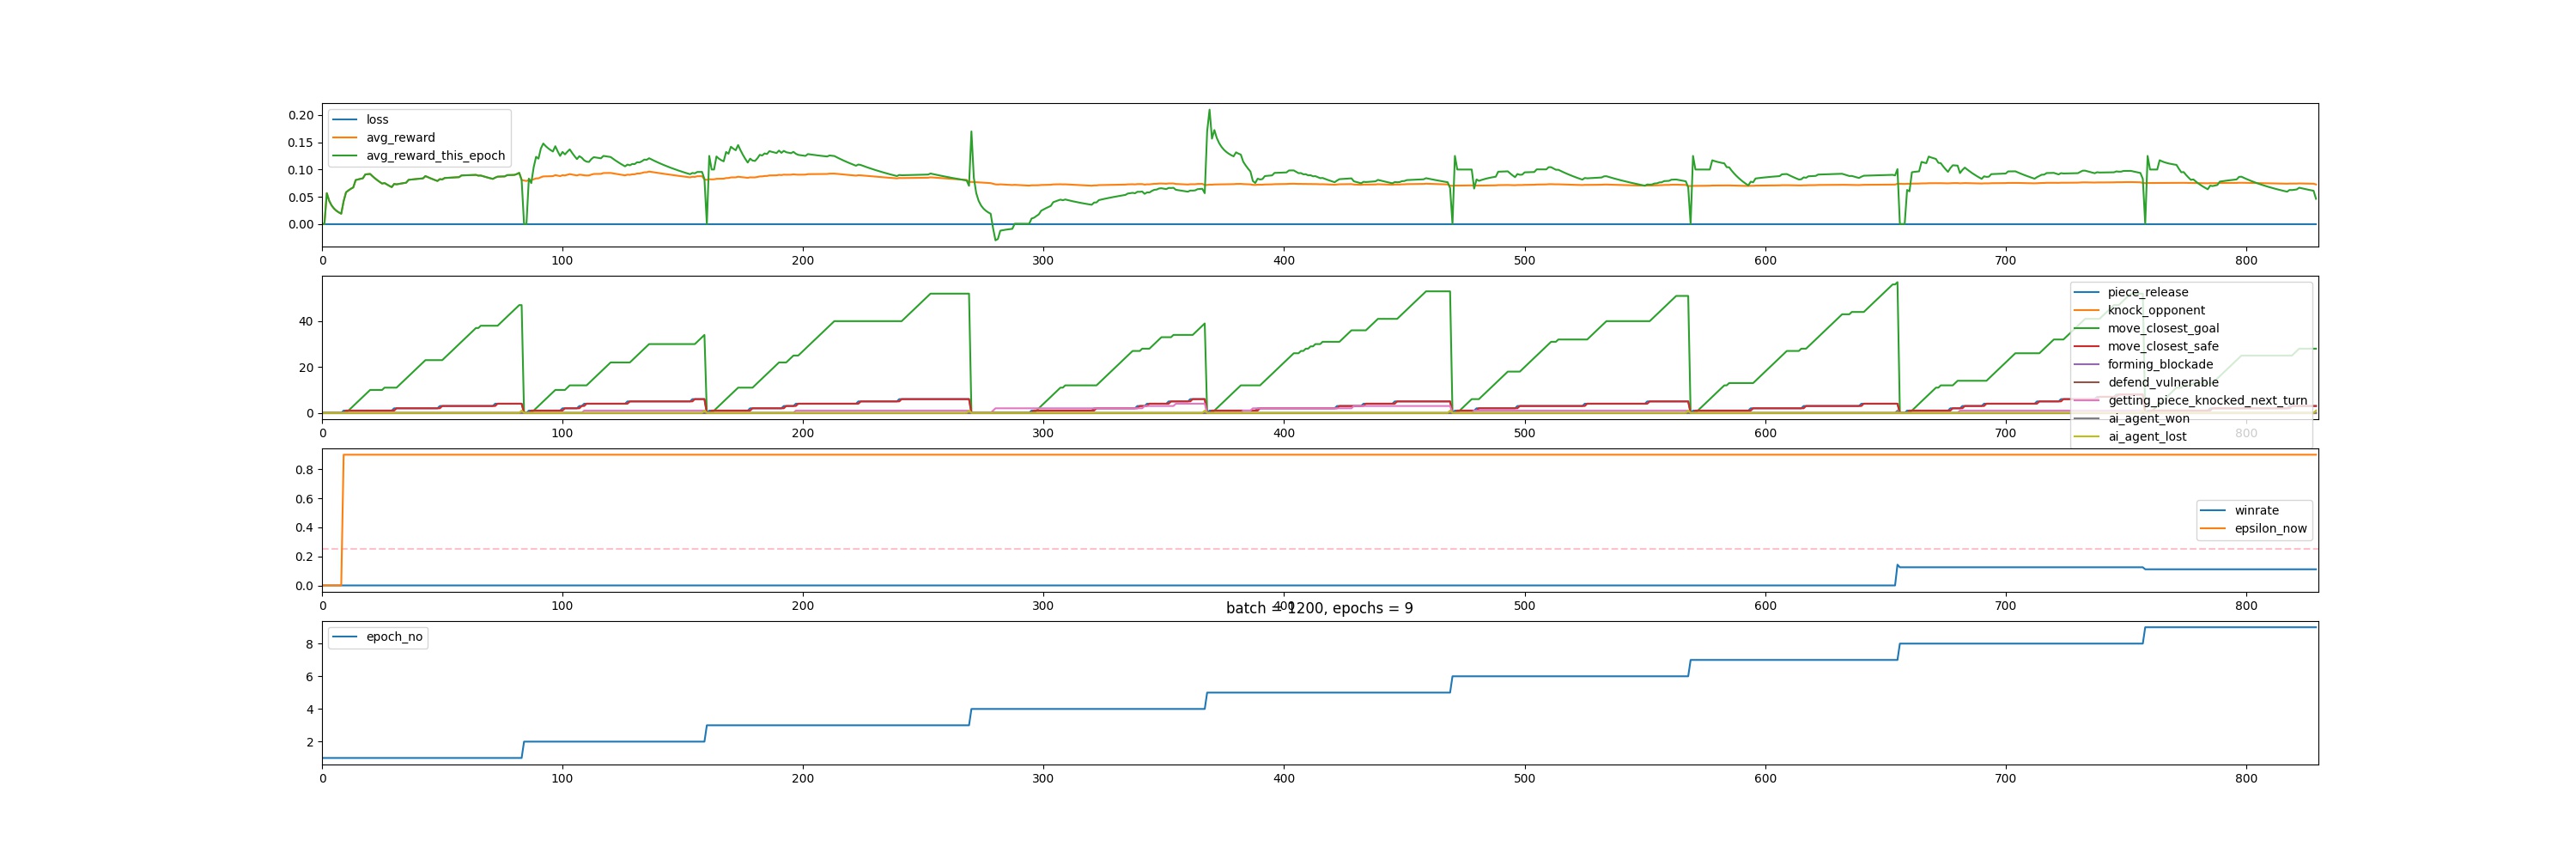 0.20
0.15
0.10
0.05
0.00
loss
avg_reward
avg_reward_this_epoch
0 100 200 300 400 500 600 700 800
40
20
0
piece_release
knock_opponent
move_closest_goal
move_closest_safe
forming_blockade
defend_vulnerable
getting_piece_knocked_next_turn
ai_agent_won
ai_agent_lost
0 100 200 300 400 500 600 700 800
0.8
0.6
0.4
0.2
0.0
winrate
epsilon_now
0 100 200 300 400 500 600 700 800
batch = 1200, epochs = 9
8
6
4
2
epoch_no
0 100 200 300 400 500 600 700 800